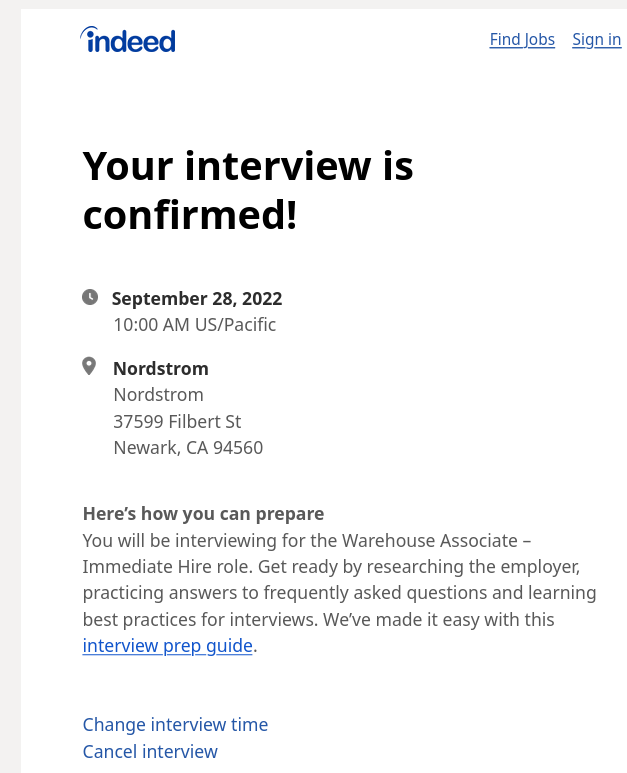 indeed
Find Jobs Sign in
Your interview is
confirmed!
September 28, 2022
10:00 AM US/Pacific
Nordstrom
Nordstrom
37599 Filbert St
Newark, CA 94560
Here’s how you can prepare
You will be interviewing for the Warehouse Associate –
Immediate Hire role. Get ready by researching the employer,
practicing answers to frequently asked questions and learning
best practices for interviews. We’ve made it easy with this
interview prep guide.
Change interview time
Cancel interview